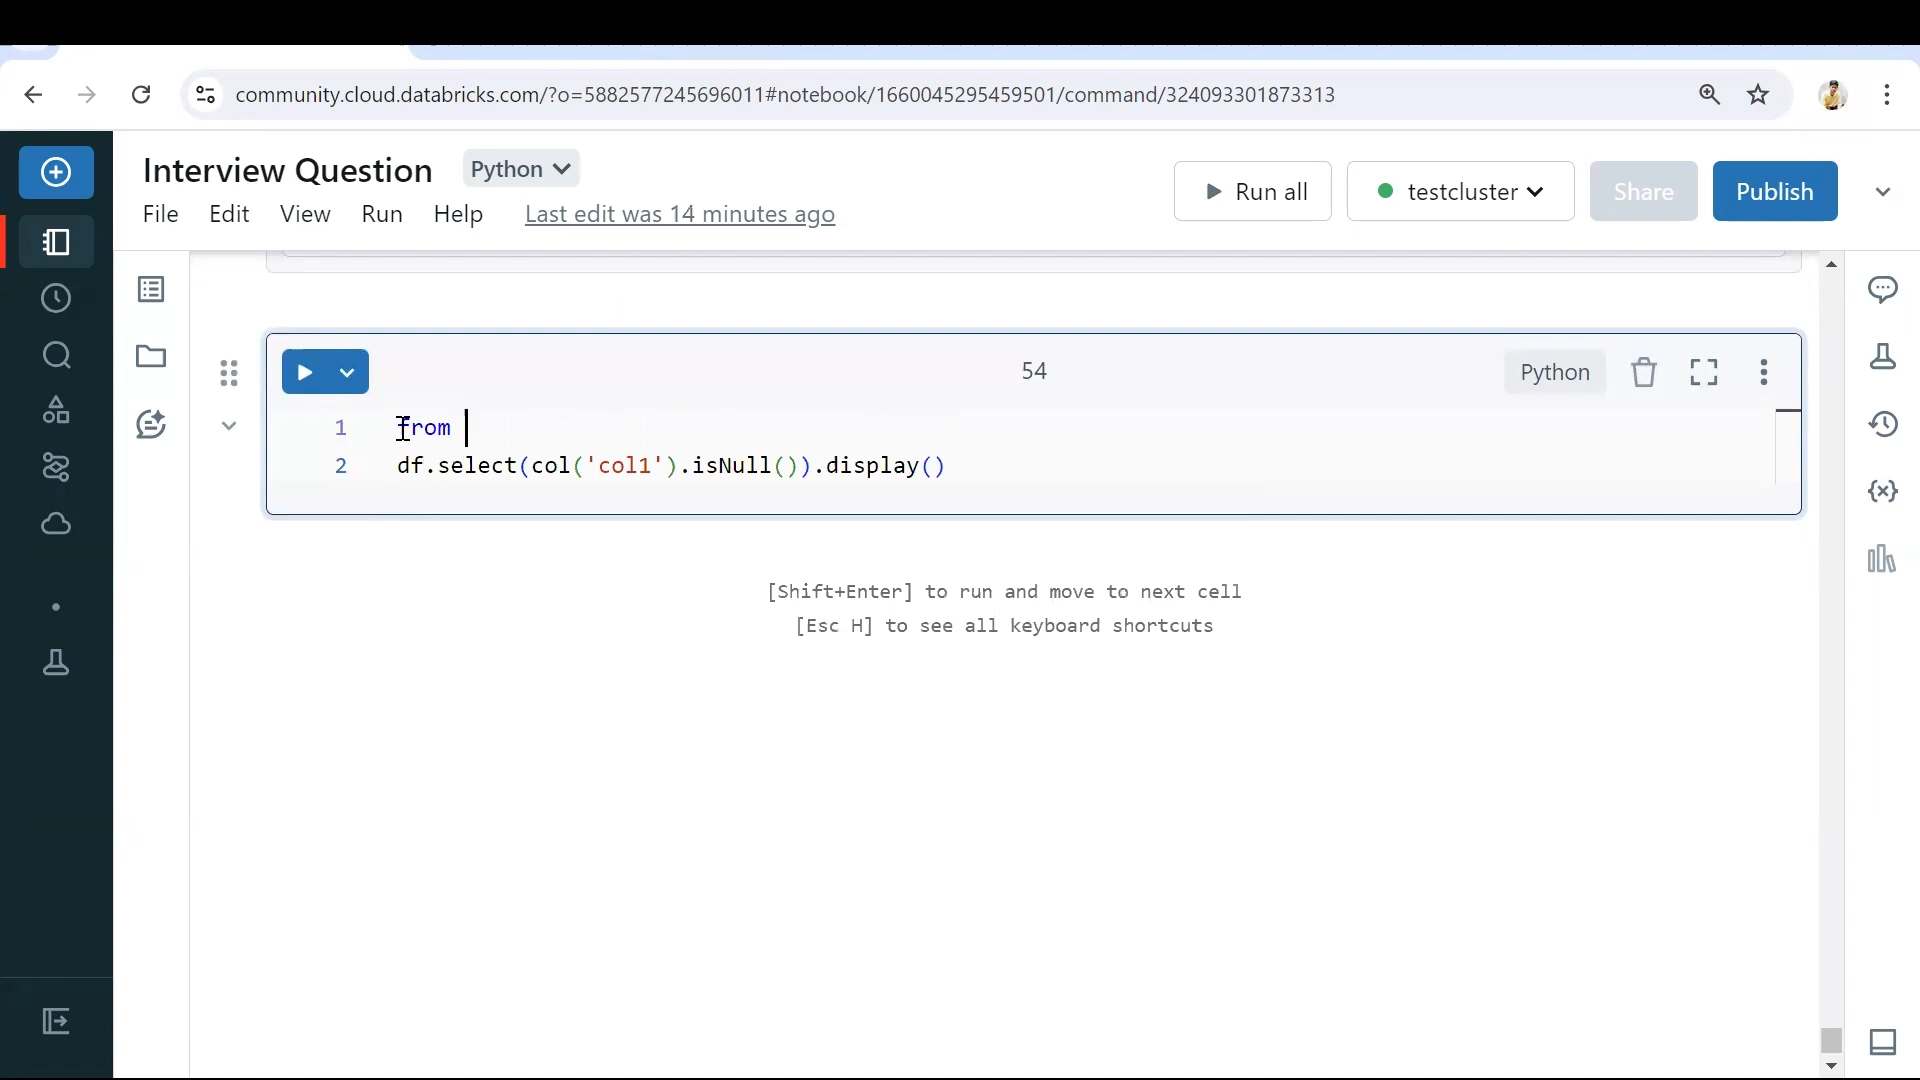 community.cloud.databricks.com/?o=5882577245696011#notebook/1660045295459501/command/324093301873313
Interview Question Python
Run all testcluster Share Publish
File Edit View Run Help Last edit was 14 minutes ago
54 Python
1 from
2 df.select(col('col1').isNull()).display()
[Shift+Enter] to run and move to next cell
[Esc H] to see all keyboard shortcuts